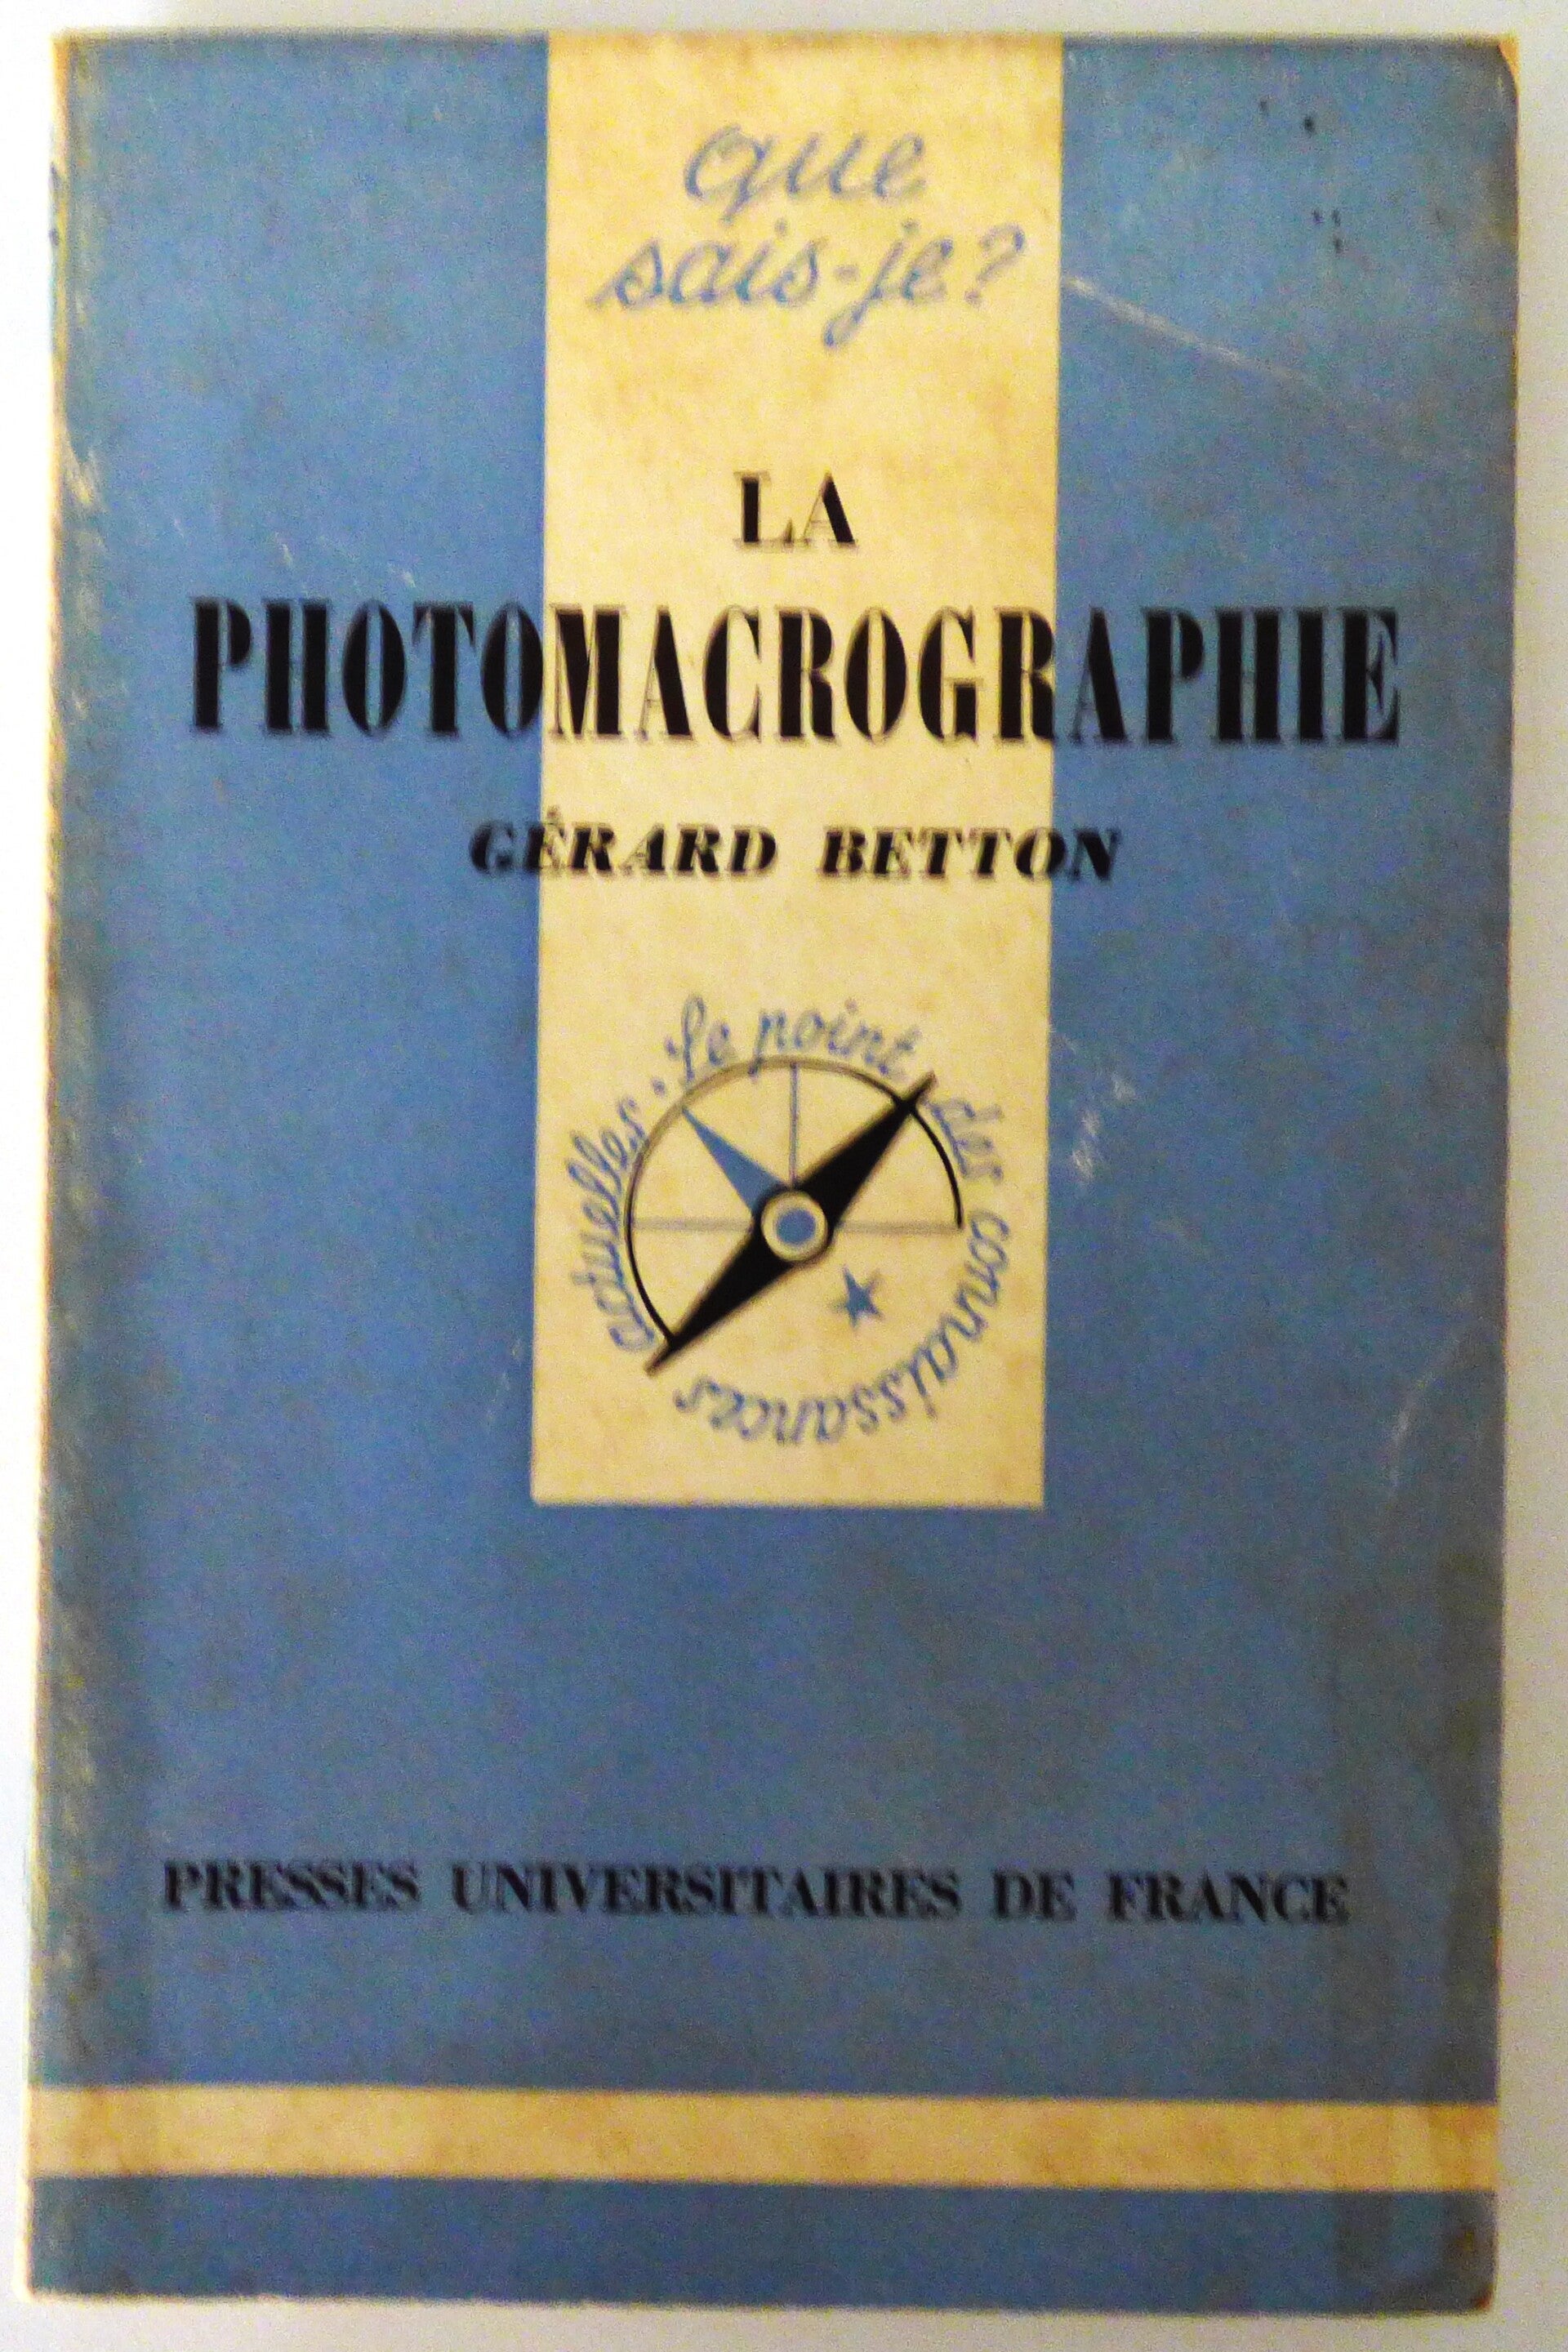 que
sais-je?
LA
PHOTOMACROGRAPHIE
GÉRARD BETTON
Le point des connaissances actuelles.
PRESSES UNIVERSITAIRES DE FRANCE